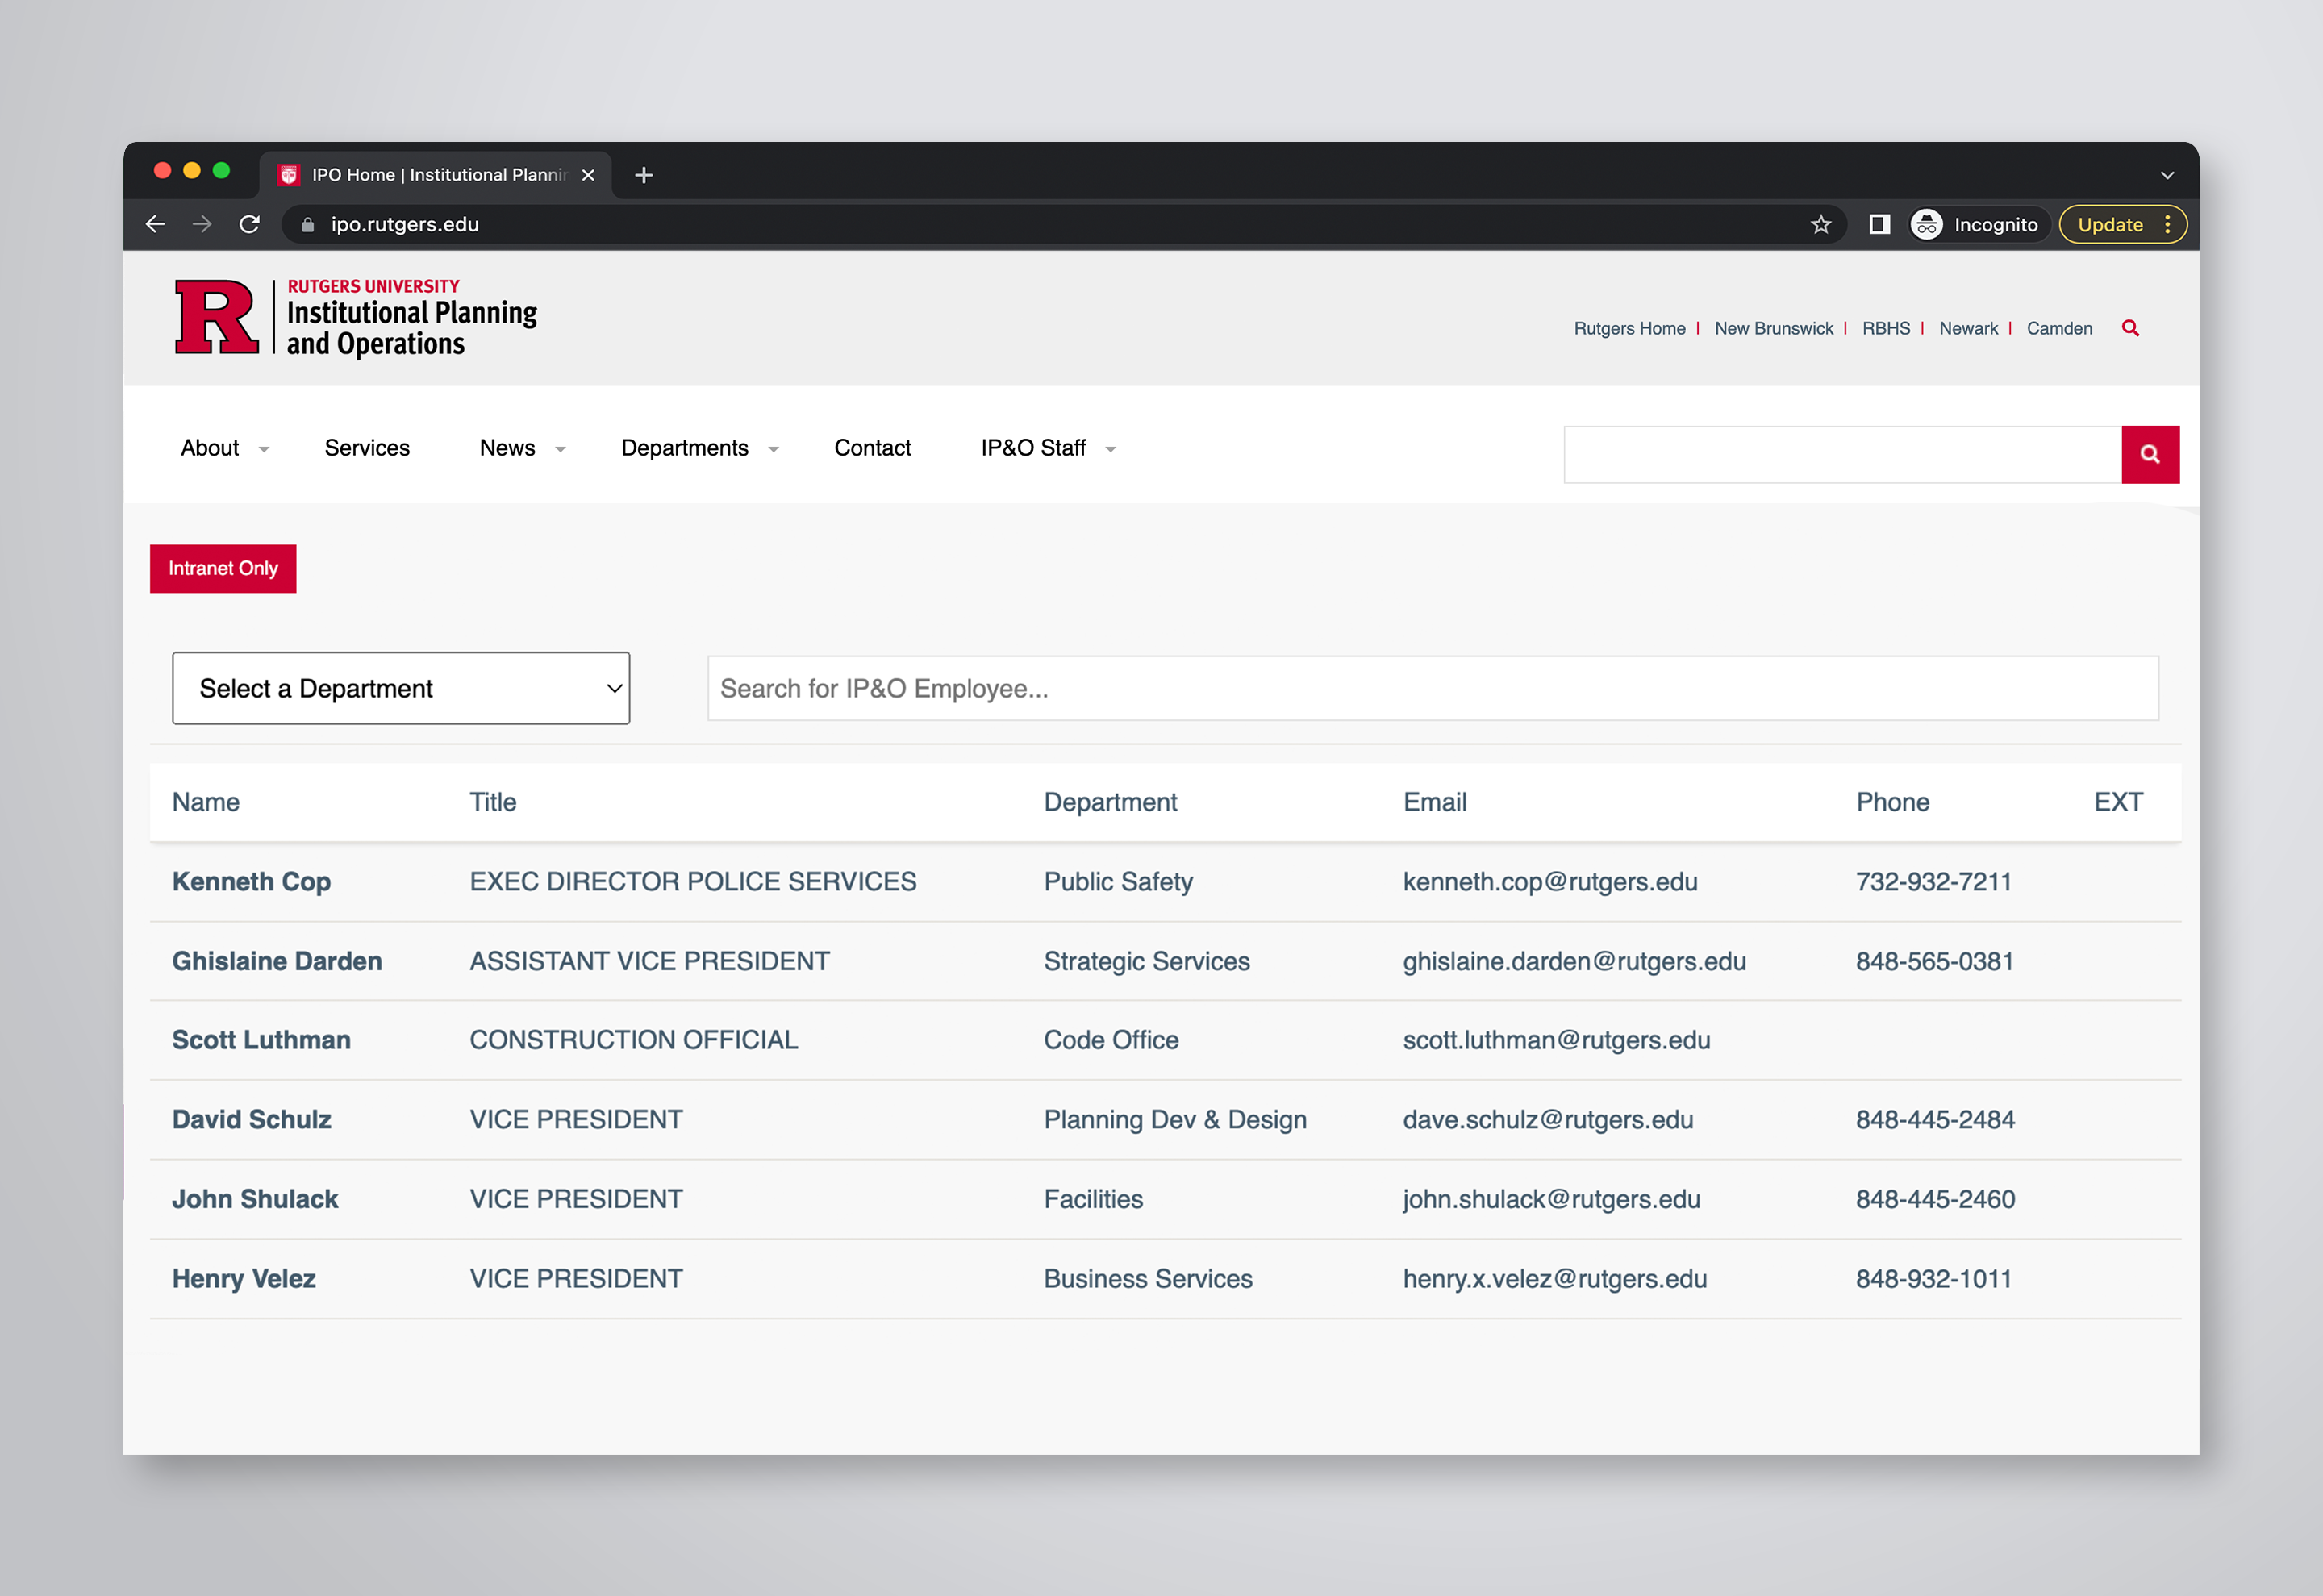 IPO Home | Institutional Plannin
ipo.rutgers.edu
Incognito
Update
R
RUTGERS UNIVERSITY
Institutional Planning
and Operations
Rutgers Home | New Brunswick | RBHS | Newark | Camden
About Services News Departments Contact IP&O Staff
Intranet Only
Select a Department
Search for IP&O Employee...
Name Title Department Email Phone EXT
Kenneth Cop EXEC DIRECTOR POLICE SERVICES Public Safety kenneth.cop@rutgers.edu 732-932-7211
Ghislaine Darden ASSISTANT VICE PRESIDENT Strategic Services ghislaine.darden@rutgers.edu 848-565-0381
Scott Luthman CONSTRUCTION OFFICIAL Code Office scott.luthman@rutgers.edu
David Schulz VICE PRESIDENT Planning Dev & Design dave.schulz@rutgers.edu 848-445-2484
John Shulack VICE PRESIDENT Facilities john.shulack@rutgers.edu 848-445-2460
Henry Velez VICE PRESIDENT Business Services henry.x.velez@rutgers.edu 848-932-1011